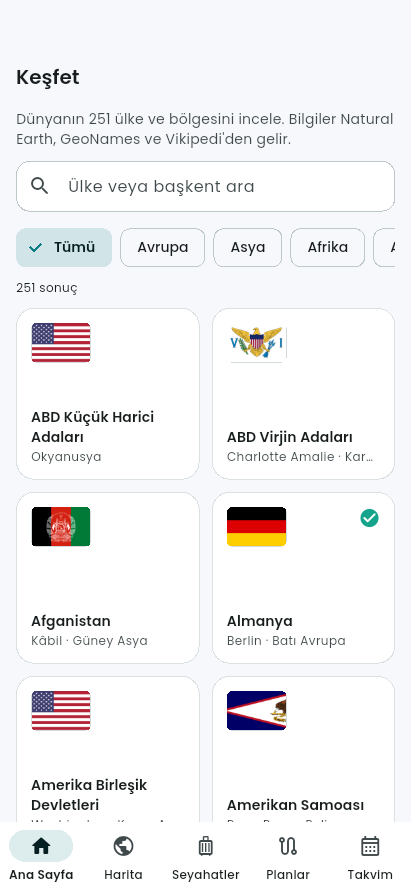 Keşfet
Dünyanın 251 ülke ve bölgesini incele. Bilgiler Natural
Earth, GeoNames ve Vikipedi'den gelir.
Ülke veya başkent ara
Tümü
Avrupa
Asya
Afrika
251 sonuç
V I
ABD Küçük Harici
Adaları
Okyanusya
ABD Virjin Adaları
Charlotte Amalie · Kar…
Afganistan
Kâbil · Güney Asya
Almanya
Berlin · Batı Avrupa
Amerika Birleşik
Devletleri
Amerikan Samoası
Ana Sayfa
Harita
Seyahatler
Planlar
Takvim